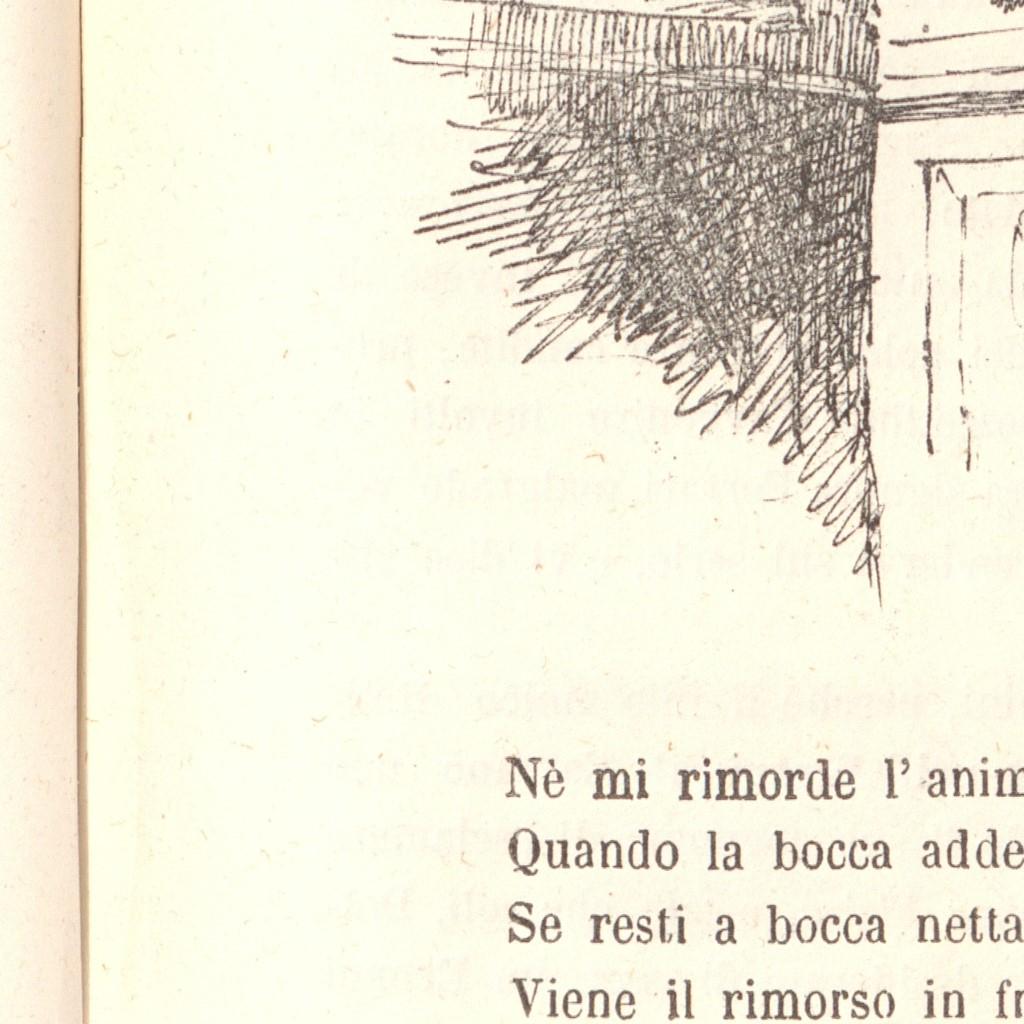 Nè mi rimorde l'anim
Quando la bocca adde
Se resti a bocca netta
Viene il rimorso in fr